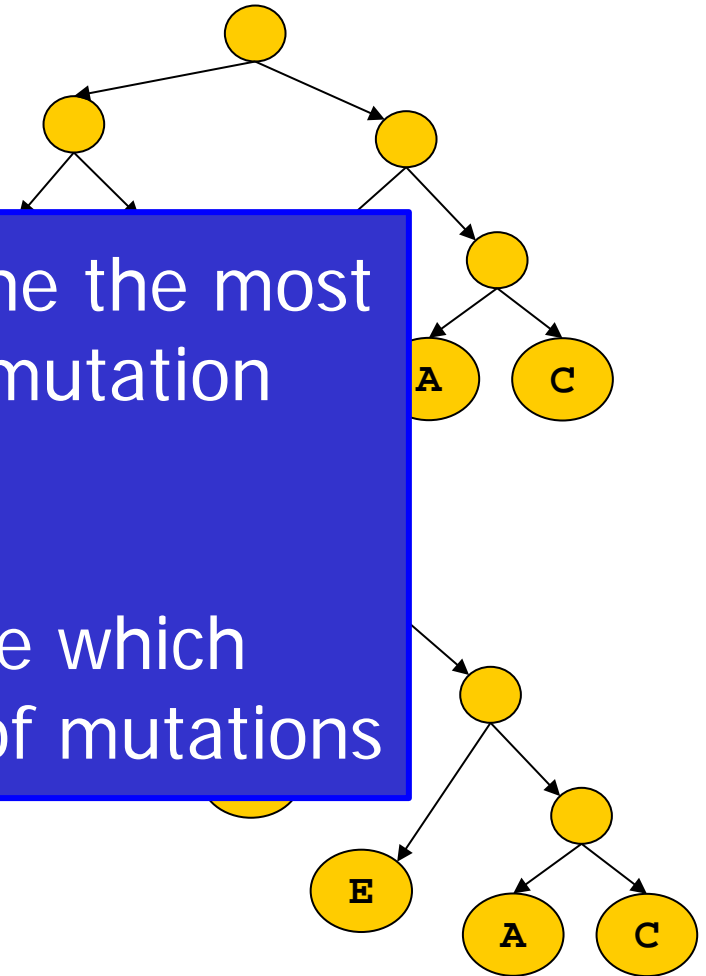 ne the most
mutation
A C
e which
of mutations
E
A C